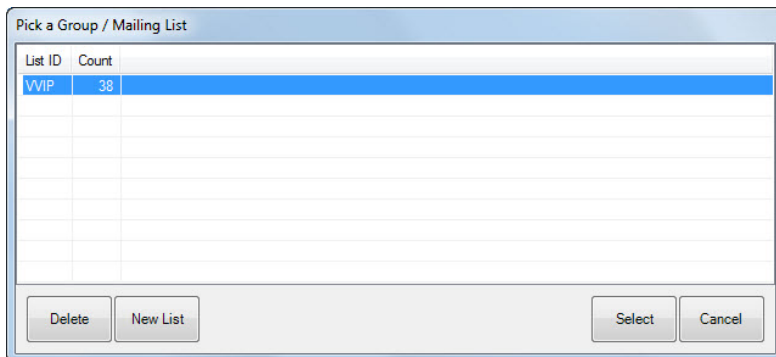 Pick a Group / Mailing List
List ID Count
VVIP 38
Delete New List Select Cancel